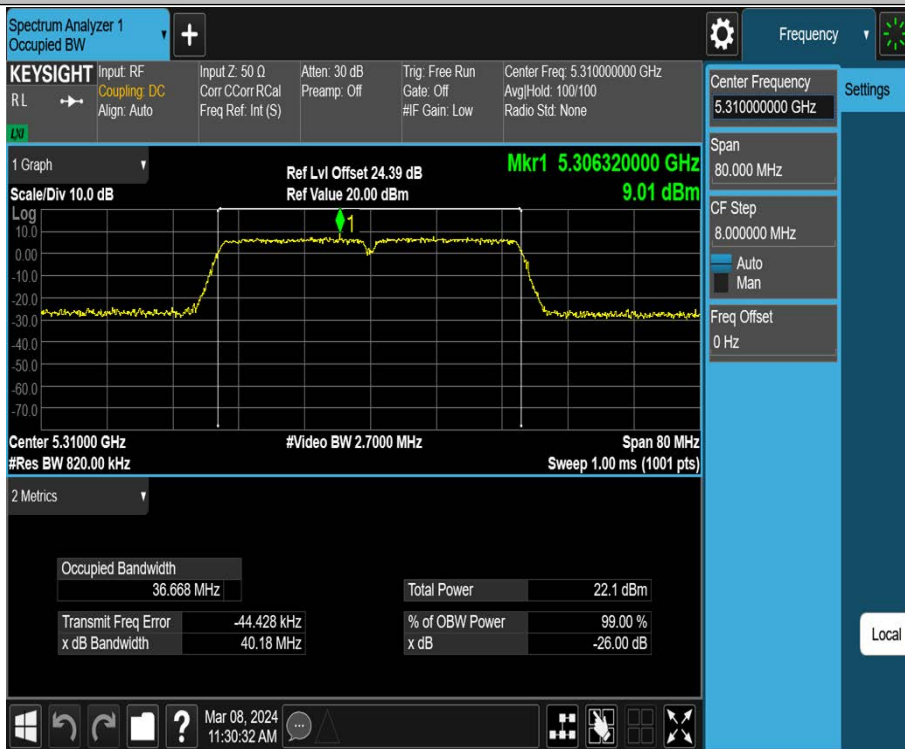 Spectrum Analyzer 1
Occupied BW
+
Frequency
KEYSIGHT
R L
LXI
Input: RF
Coupling: DC
Align: Auto
Input Z: 50 Ω
Corr CCorr RCal
Freq Ref: Int (S)
Atten: 30 dB
Preamp: Off
Trig: Free Run
Gate: Off
#IF Gain: Low
Center Freq: 5.310000000 GHz
Avg|Hold: 100/100
Radio Std: None
Center Frequency
5.310000000 GHz
Settings
Span
80.000 MHz
CF Step
8.000000 MHz
Auto
Man
Freq Offset
0 Hz
Local
1 Graph
Scale/Div 10.0 dB
Ref Lvl Offset 24.39 dB
Ref Value 20.00 dBm
Mkr1 5.306320000 GHz
9.01 dBm
Log
1
10.0
0.00
-10.0
-20.0
-30.0
-40.0
-50.0
-60.0
-70.0
Center 5.31000 GHz
#Video BW 2.7000 MHz
Span 80 MHz
#Res BW 820.00 kHz
Sweep 1.00 ms (1001 pts)
2 Metrics
Occupied Bandwidth
36.668 MHz
Total Power 22.1 dBm
Transmit Freq Error -44.428 kHz
% of OBW Power 99.00 %
x dB Bandwidth 40.18 MHz
x dB -26.00 dB
?
Mar 08, 2024
11:30:32 AM